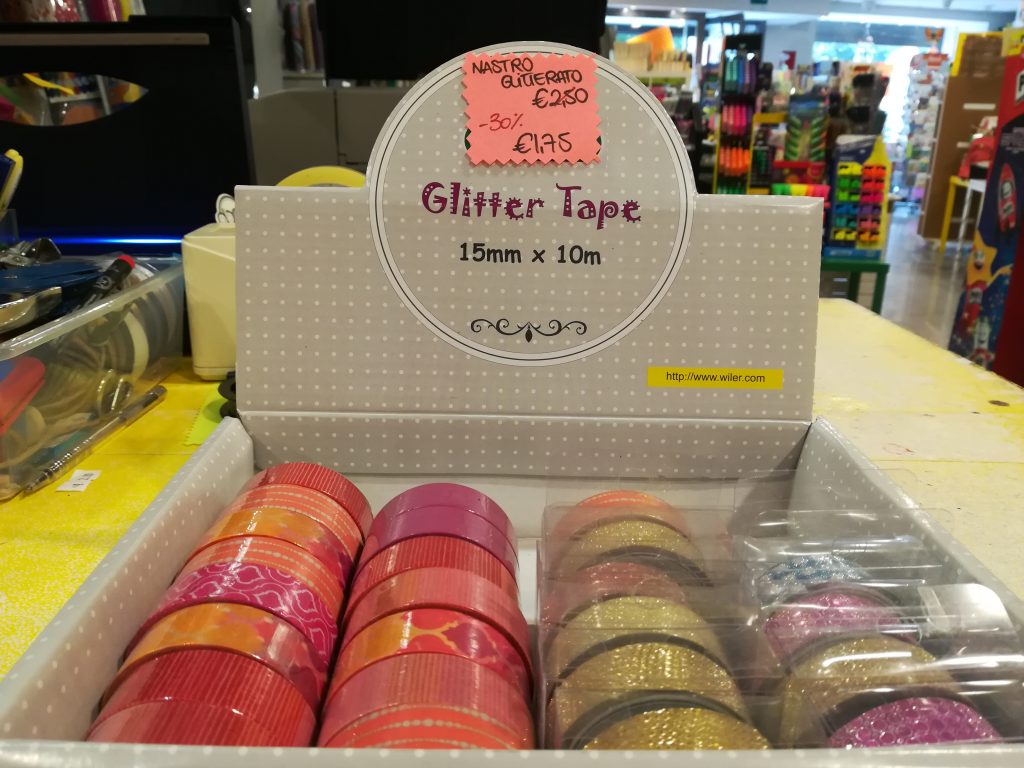 NASTRO
GLITTERATO
€2,50
-30%
€1,75
Glitter Tape
15mm x 10m
http://www.wiler.com